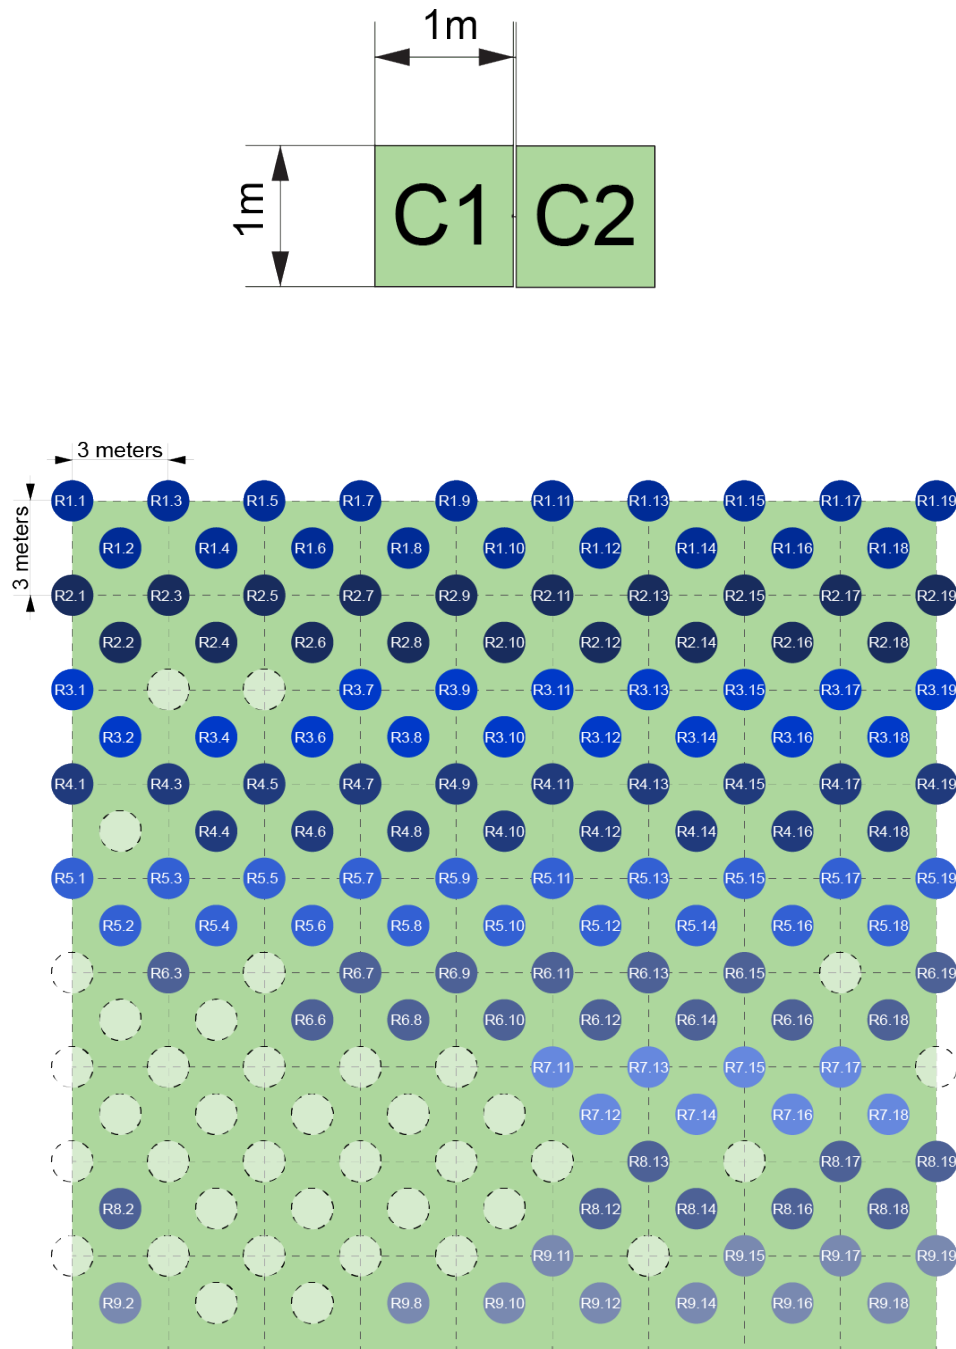 1m
1m
C1 C2
3 meters
3 meters
R1.1 R1.3 R1.5 R1.7 R1.9 R1.11 R1.13 R1.15 R1.17 R1.19
R1.2 R1.4 R1.6 R1.8 R1.10 R1.12 R1.14 R1.16 R1.18
R2.1 R2.3 R2.5 R2.7 R2.9 R2.11 R2.13 R2.15 R2.17 R2.19
R2.2 R2.4 R2.6 R2.8 R2.10 R2.12 R2.14 R2.16 R2.18
R3.1 R3.7 R3.9 R3.11 R3.13 R3.15 R3.17 R3.19
R3.2 R3.4 R3.6 R3.8 R3.10 R3.12 R3.14 R3.16 R3.18
R4.1 R4.3 R4.5 R4.7 R4.9 R4.11 R4.13 R4.15 R4.17 R4.19
R4.4 R4.6 R4.8 R4.10 R4.12 R4.14 R4.16 R4.18
R5.1 R5.3 R5.5 R5.7 R5.9 R5.11 R5.13 R5.15 R5.17 R5.19
R5.2 R5.4 R5.6 R5.8 R5.10 R5.12 R5.14 R5.16 R5.18
R6.3 R6.7 R6.9 R6.11 R6.13 R6.15 R6.19
R6.6 R6.8 R6.10 R6.12 R6.14 R6.16 R6.18
R7.11 R7.13 R7.15 R7.17
R7.12 R7.14 R7.16 R7.18
R8.13 R8.17 R8.19
R8.2 R8.12 R8.14 R8.16 R8.18
R9.11 R9.15 R9.17 R9.19
R9.2 R9.8 R9.10 R9.12 R9.14 R9.16 R9.18